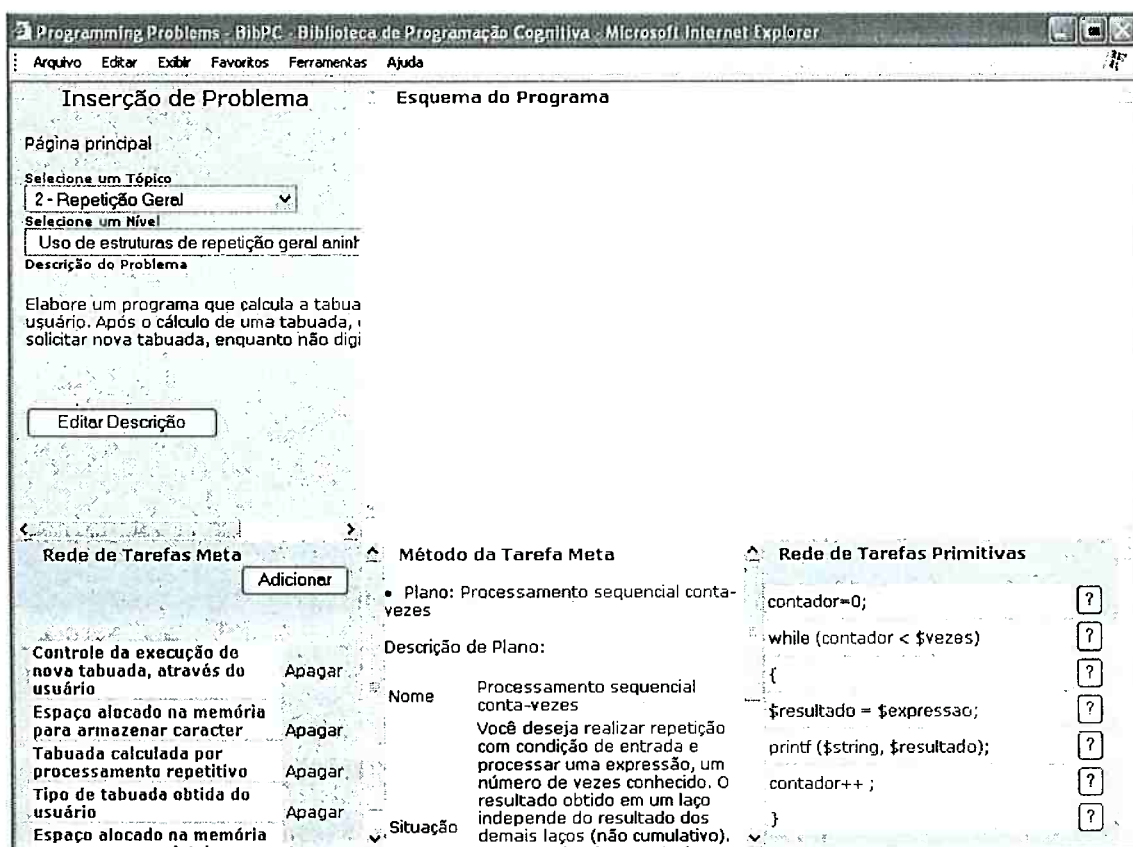 Programming Problems - BibPC - Biblioteca de Programação Cognitiva - Microsoft Internet Explorer
Arquivo Editar Exibir Favoritos Ferramentas Ajuda
Inserção de Problema
Página principal
Selecione um Tópico
2 - Repetição Geral
Selecione um Nível
Uso de estruturas de repetição geral aninh
Descrição do Problema
Elabore um programa que calcula a tabua
usuário. Após o cálculo de uma tabuada,
solicitar nova tabuada, enquanto não digi
Editar Descrição
Esquema do Programa
Rede de Tarefas Meta
Adicionar
Controle da execução de
nova tabuada, através do
usuário
Apagar
Espaço alocado na memória
para armazenar caracter
Apagar
Tabuada calculada por
processamento repetitivo
Apagar
Tipo de tabuada obtida do
usuário
Apagar
Espaço alocado na memória
Método da Tarefa Meta
• Plano: Processamento sequencial conta-
vezes
Descrição de Plano:
Nome
Processamento sequencial
conta-vezes
Situação
Você deseja realizar repetição
com condição de entrada e
processar uma expressão, um
número de vezes conhecido. O
resultado obtido em um laço
independe do resultado dos
demais laços (não cumulativo).
Rede de Tarefas Primitivas
contador=0; ?
while (contador < $vezes) ?
{ ?
$resultado = $expressao; ?
printf ($string, $resultado); ?
contador++ ; ?
} ?